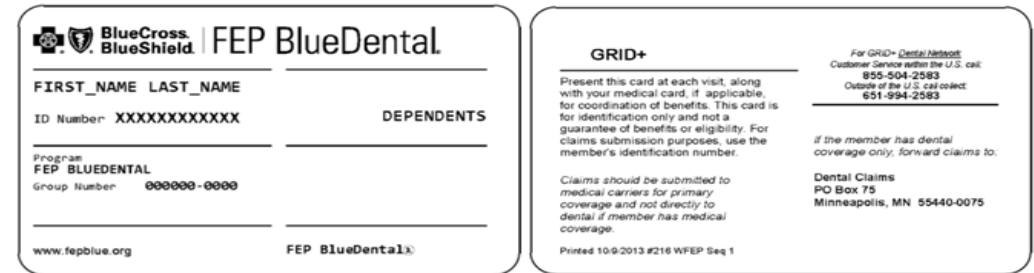 BlueCross. BlueShield. FEP BlueDental.
FIRST_NAME LAST_NAME
ID Number XXXXXXXXXXXX
DEPENDENTS
Program
FEP BLUEDENTAL
Group Number 000000-0000
www.fepblue.org
FEP BlueDental®
GRID+
Present this card at each visit, along
with your medical card, if applicable,
for coordination of benefits. This card is
for identification only and not a
guarantee of benefits or eligibility. For
claims submission purposes, use the
member's identification number.
Claims should be submitted to
medical carriers for primary
coverage and not directly to
dental if member has medical
coverage.
Printed 10/9/2013 #216 WFEP Seq 1
For GRID+ Dental Network
Customer Service within the U.S. call:
855-504-2583
Outside of the U.S. call collect:
651-994-2583
if the member has dental
coverage only, forward claims to:
Dental Claims
PO Box 75
Minneapolis, MN 55440-0075